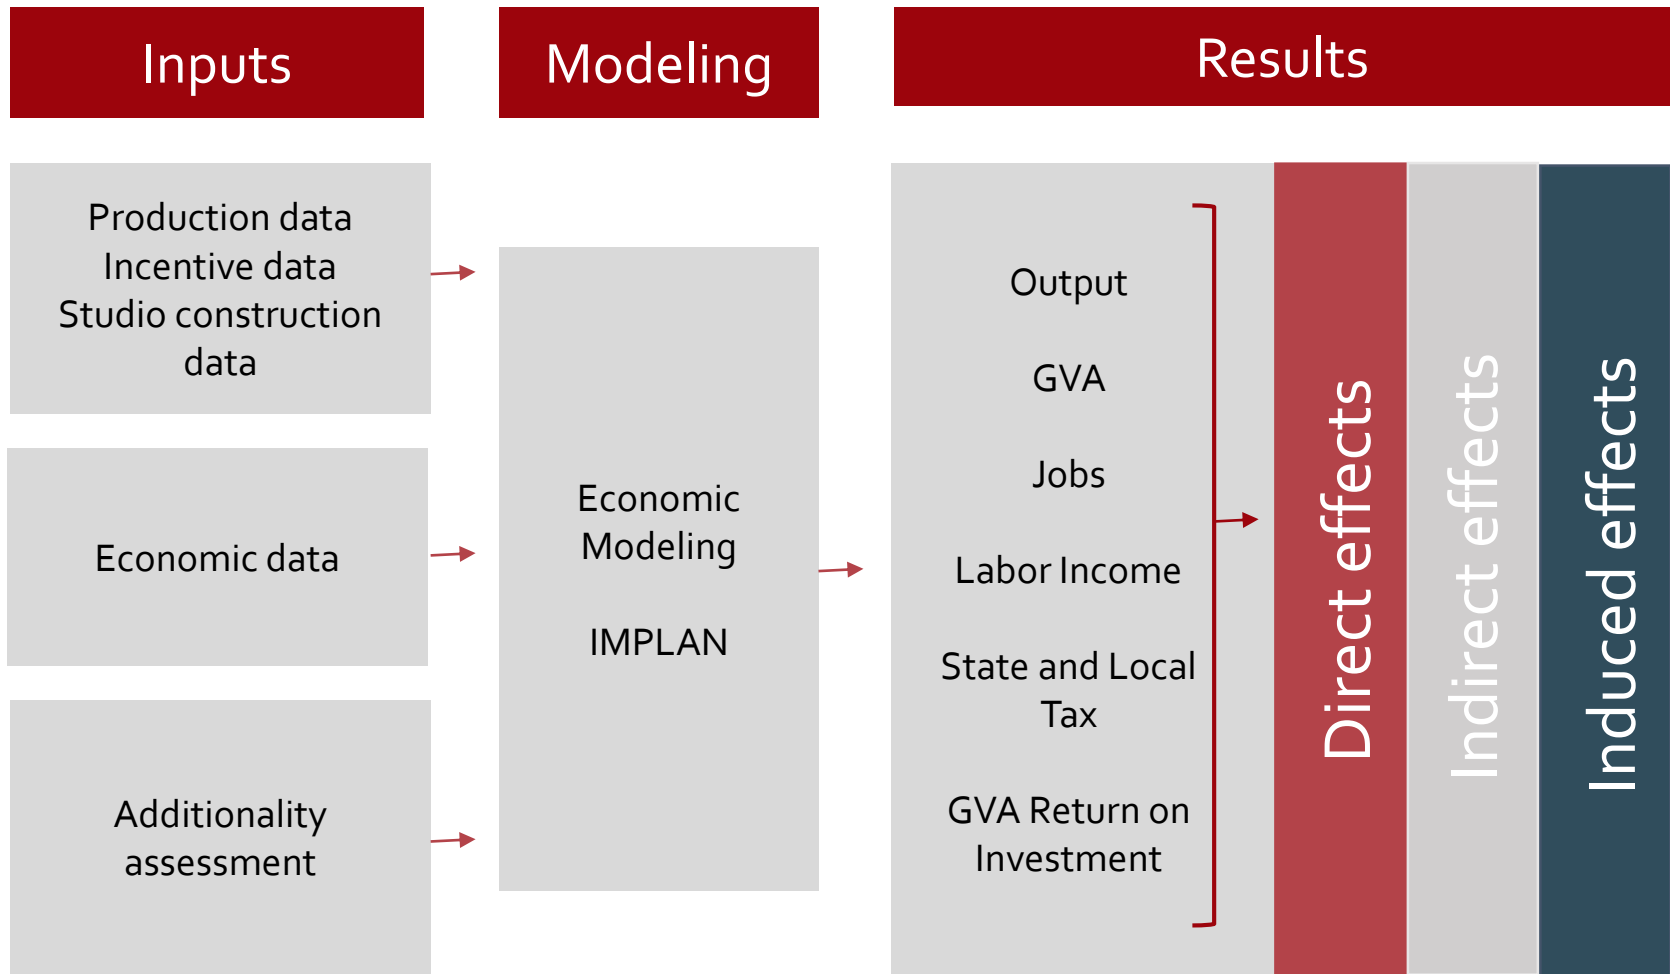 Inputs
Modeling
Results
Production data
Incentive data
Studio construction
data
Economic data
Additionality
assessment
Economic
Modeling
IMPLAN
Output
GVA
Jobs
Labor Income
State and Local
Tax
GVA Return on
Investment
Direct effects
Indirect effects
Induced effects